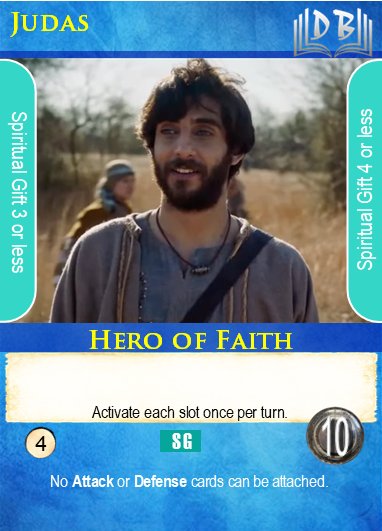 JUDAS
DB
Spiritual Gift 3 or less
Spiritual Gift 4 or less
HERO OF FAITH
Activate each slot once per turn.
4
SG
10
No Attack or Defense cards can be attached.